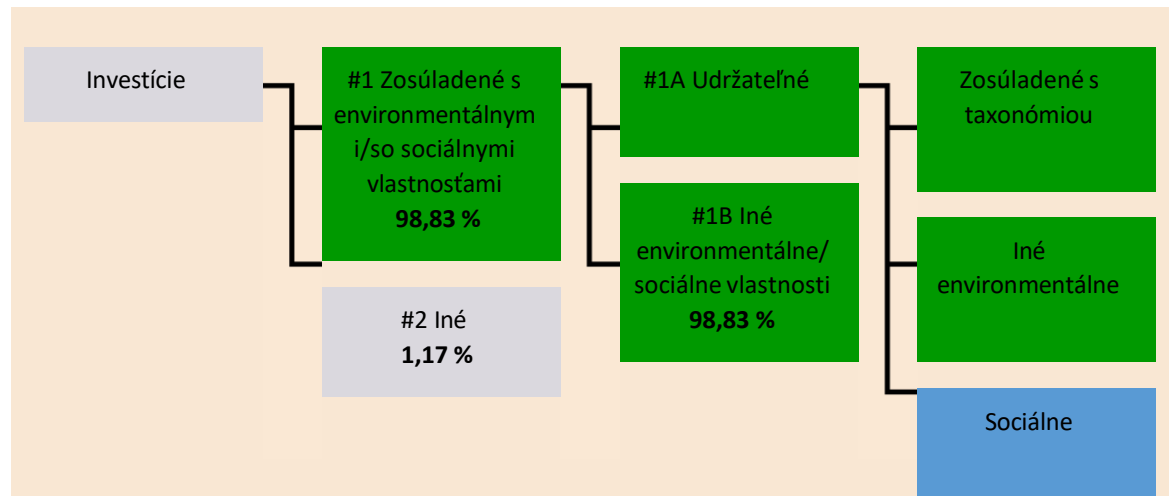 Investície
#1 Zosúladené s
environmentálnym
i/so sociálnymi
vlastnosťami
98,83 %
#2 Iné
1,17 %
#1A Udržateľné
#1B Iné
environmentálne/
sociálne vlastnosti
98,83 %
Zosúladené s
taxonómiou
Iné
environmentálne
Sociálne